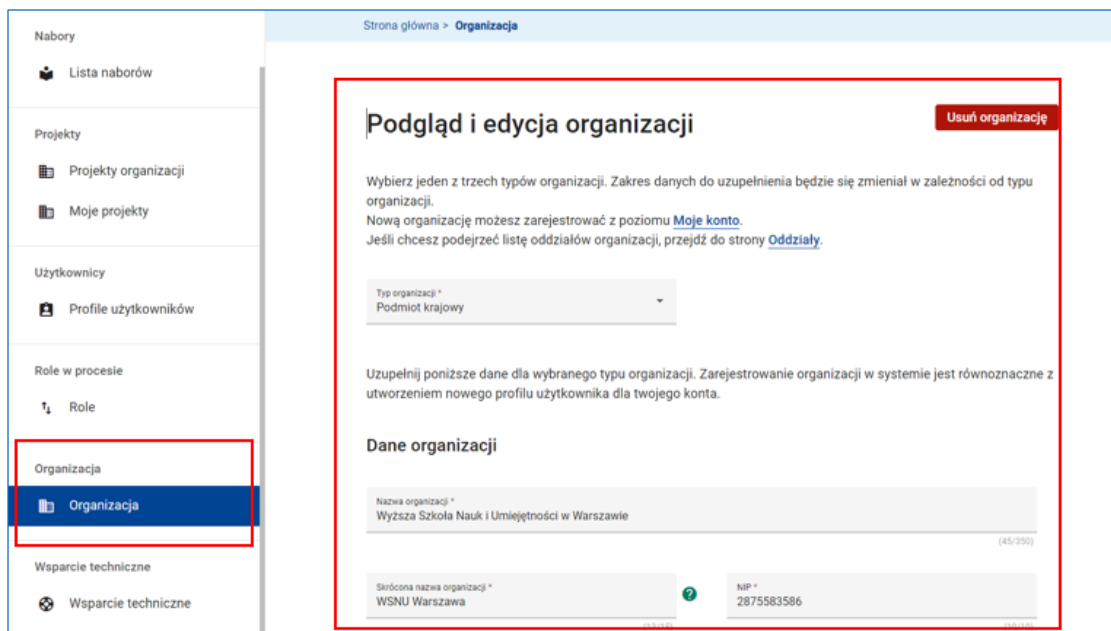 Nabory
Lista naborów
Projekty
Projekty organizacji
Moje projekty
Użytkownicy
Profile użytkowników
Role w procesie
Role
Organizacja
Organizacja
Wsparcie techniczne
Wsparcie techniczne
Strona główna > Organizacja
Podgląd i edycja organizacji
Usuń organizację
Wybierz jeden z trzech typów organizacji. Zakres danych do uzupełnienia będzie się zmieniał w zależności od typu
organizacji.
Nową organizację możesz zarejestrować z poziomu Moje konto.
Jeśli chcesz podejrzeć listę oddziałów organizacji, przejdź do strony Oddziały.
Typ organizacji *
Podmiot krajowy
Uzupełnij poniższe dane dla wybranego typu organizacji. Zarejestrowanie organizacji w systemie jest równoznaczne z
utworzeniem nowego profilu użytkownika dla twojego konta.
Dane organizacji
Nazwa organizacji *
Wyższa Szkoła Nauk i Umiejętności w Warszawie
(45/350)
Skrócona nazwa organizacji *
WSNU Warszawa
?
(13/15)
NIP *
2875583586
(10/10)